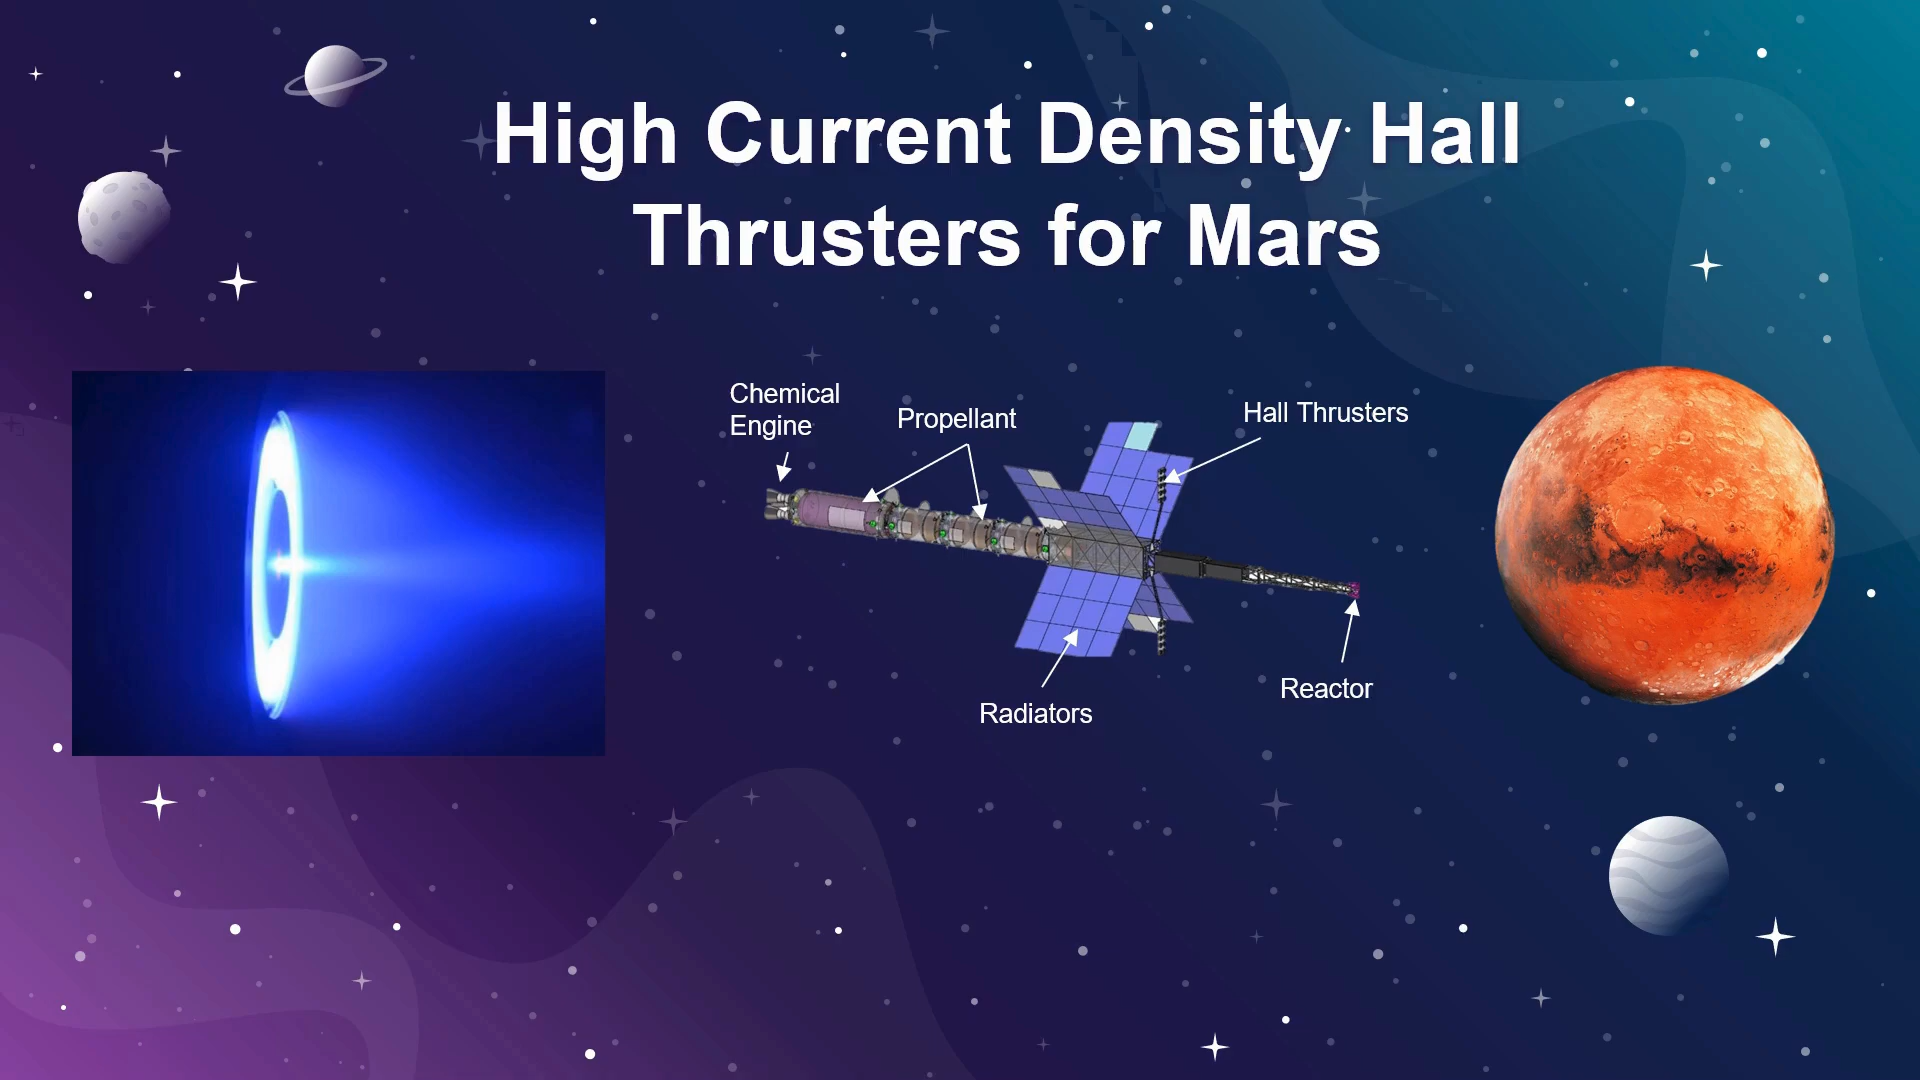 High Current Density Hall
Thrusters for Mars
Chemical
Engine
Propellant
Hall Thrusters
Radiators
Reactor